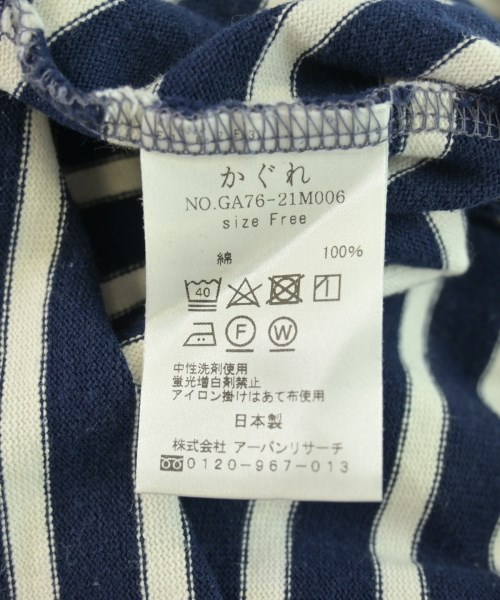 かぐれ
NO.GA76-21M006
size Free
綿 100%
40
F W
中性洗剤使用
蛍光増白剤禁止
アイロン掛けはあて布使用
日本製
株式会社 アーバンリサーチ
0120-967-013